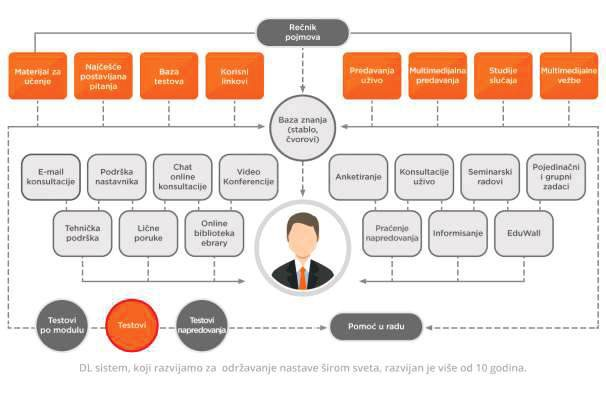 Rečnik
pojmova
Materijal za
učenje
Najčešće
postavljana
pitanja
Baza
testova
Korisni
linkovi
Predavanja
uživo
Multimedijalna
predavanja
Studije
slučaja
Multimedijalne
vežbe
Baza znanja
(stablo,
čvorovi)
E-mail
konsultacije
Podrška
nastavnika
Chat
online
konsultacije
Video
Konferencije
Anketiranje
Konsultacije
uživo
Seminarski
radovi
Pojedinačni
i grupni
zadaci
Tehnička
podrška
Lične
poruke
Online
biblioteka
ebrary
Praćenje
napredovanja
Informisanje
EduWall
Testovi
po modulu
Testovi
Testovi
napredovanja
Pomoć u radu
DL sistem, koji razvijamo za održavanje nastave širom sveta, razvijan je više od 10 godina.